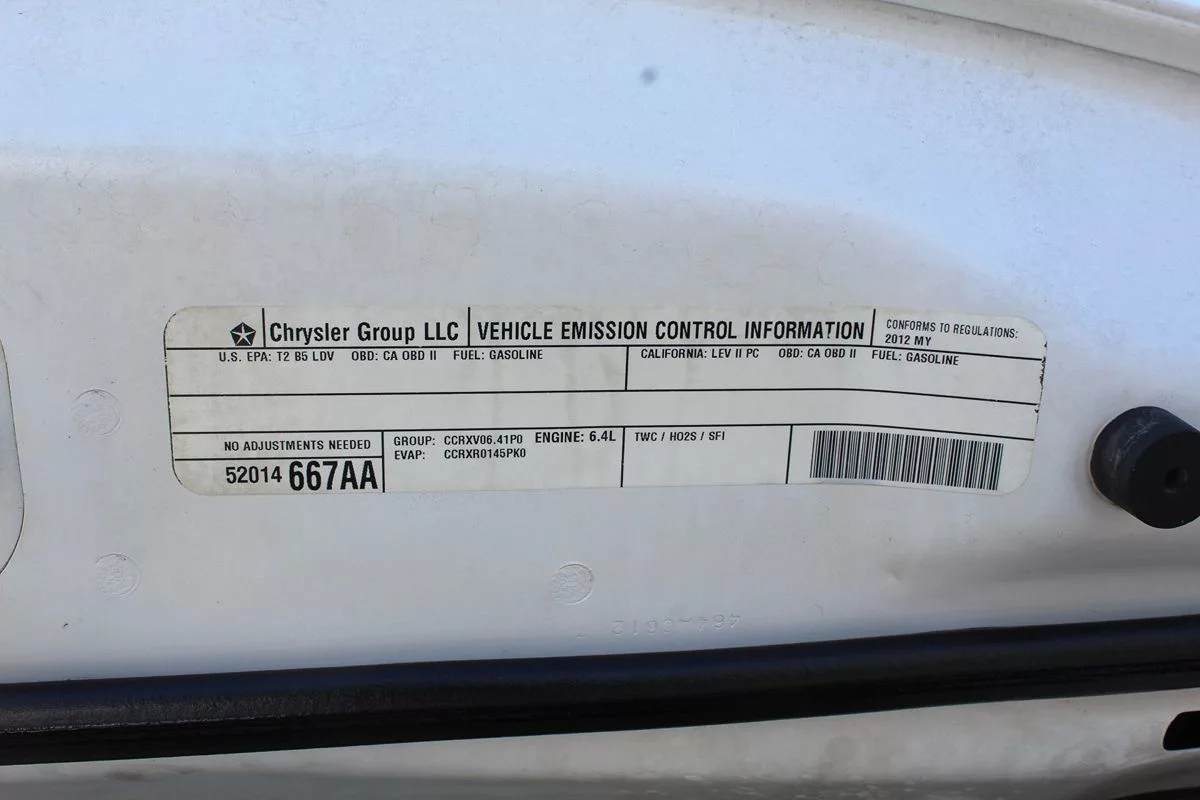 Chrysler Group LLC
VEHICLE EMISSION CONTROL INFORMATION
CONFORMS TO REGULATIONS:
2012 MY
U.S. EPA: T2 B5 LDV OBD: CA OBD II FUEL: GASOLINE
CALIFORNIA: LEV II PC OBD: CA OBD II FUEL: GASOLINE
NO ADJUSTMENTS NEEDED
52014 667AA
GROUP: CCRXV06.41P0 ENGINE: 6.4L
EVAP: CCRXR0145PK0
TWC / HO2S / SFI